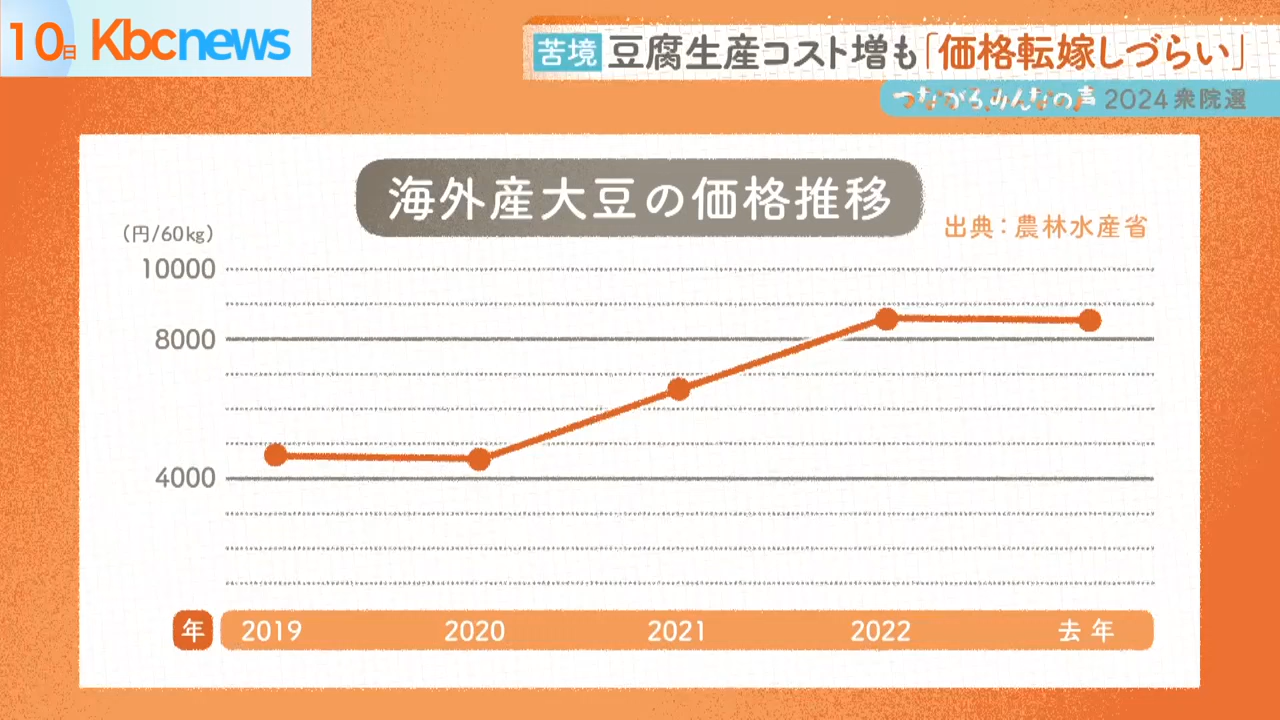 10日 Kbcnews
苦境 豆腐生産コスト増も「価格転嫁しづらい」
つながるみんなの声 2024衆院選
海外産大豆の価格推移
出典：農林水産省
（円/60kg）
10000
8000
4000
年 2019 2020 2021 2022 去年